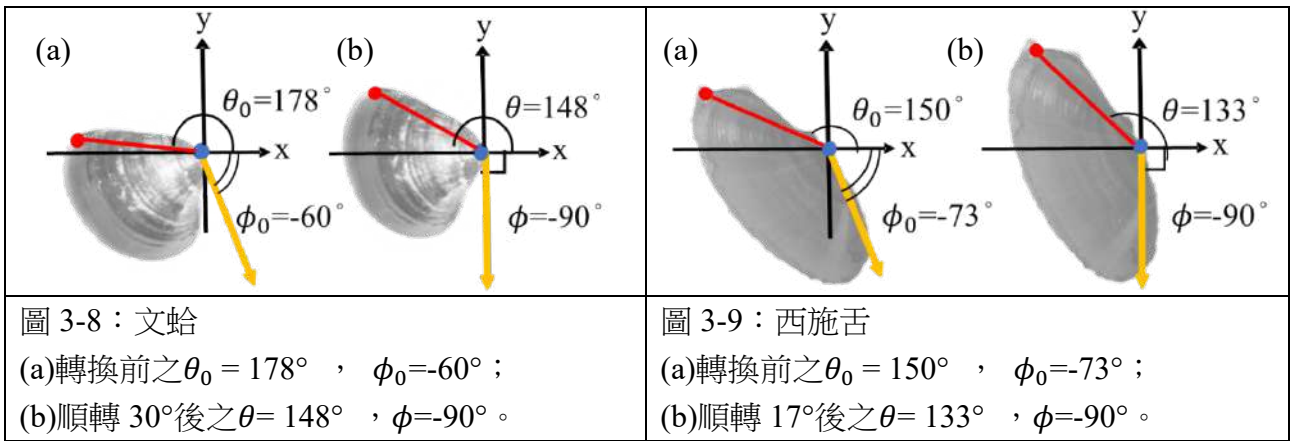 (a)
y
θ₀=178°
x
ϕ₀=-60°
(b)
y
θ=148°
x
ϕ=-90°
(a)
y
θ₀=150°
x
ϕ₀=-73°
(b)
y
θ=133°
x
ϕ=-90°
圖 3-8：文蛤
(a)轉換前之θ₀ = 178° ， ϕ₀=-60°；
(b)順轉 30°後之θ= 148° ，ϕ=-90°。
圖 3-9：西施舌
(a)轉換前之θ₀ = 150° ， ϕ₀=-73°；
(b)順轉 17°後之θ= 133° ，ϕ=-90°。